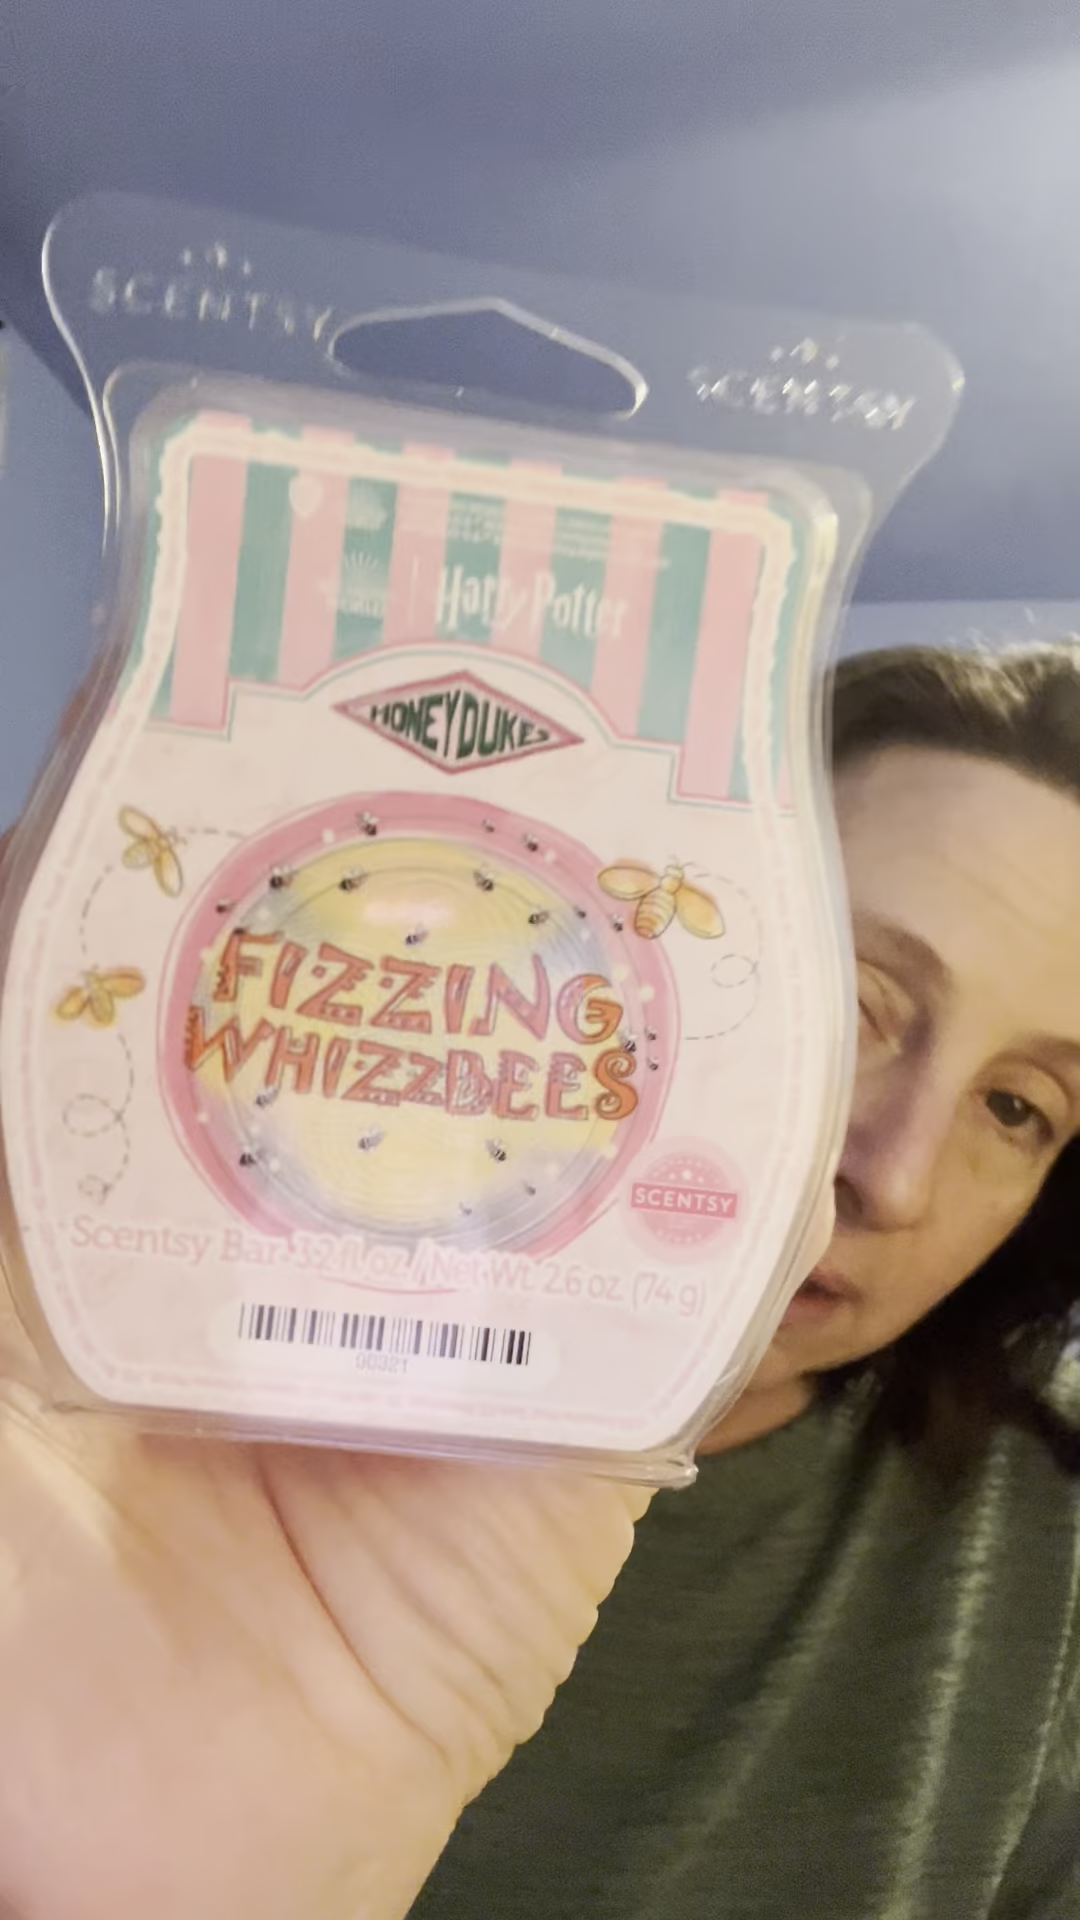 SCENTSY
SCENTSY
Harry Potter
HONEYDUKES
FIZZING
WHIZZBEES
SCENTSY
Scentsy Bar 3.2 fl oz / Net Wt 2.6 oz (74 g)
90321